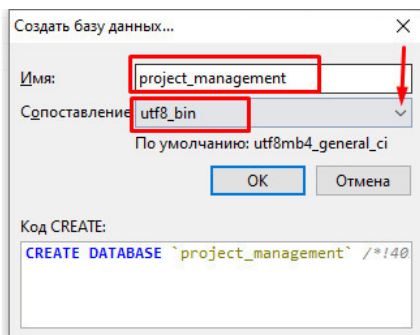 Создать базу данных...
Имя: project_management
Сопоставление utf8_bin
По умолчанию: utf8mb4_general_ci
OK Отмена
Код CREATE:
CREATE DATABASE `project_management` /*!40